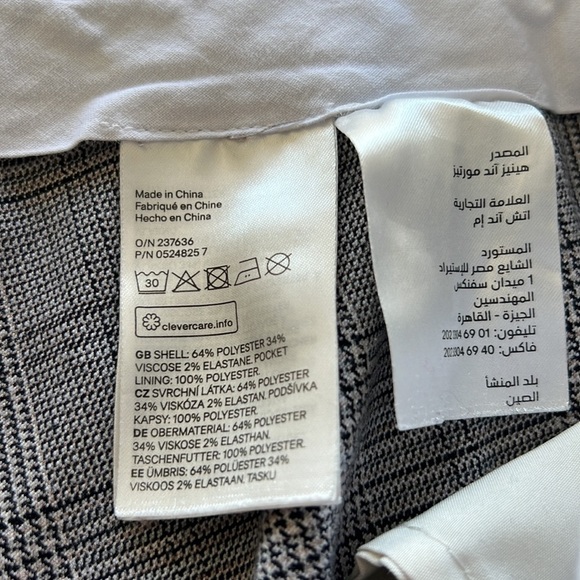 Made in China
Fabriqué en Chine
Hecho en China
O/N 237636
P/N 0524825 7
30
clevercare.info
GB SHELL: 64% POLYESTER 34%
VISCOSE 2% ELASTANE. POCKET
LINING: 100% POLYESTER.
CZ SVRCHNÍ LÁTKA: 64% POLYESTER
34% VISKÓZA 2% ELASTAN. PODŠÍVKA
KAPSY: 100% POLYESTER.
DE OBERMATERIAL: 64% POLYESTER
34% VISKOSE 2% ELASTHAN.
TASCHENFUTTER: 100% POLYESTER.
EE ÜMBRIS: 64% POLÜESTER 34%
VISKOOS 2% ELASTAAN. TASKU
المصدر
هينيز آند مورتيز
العلامة التجارية
اتش آند إم
المستورد
الشايع مصر للإستيراد
1 ميدان سفنكس
المهندسين
الجيزة - القاهرة
تليفون: 01 69
فاكس: 40 69
بلد المنشأ
الصين